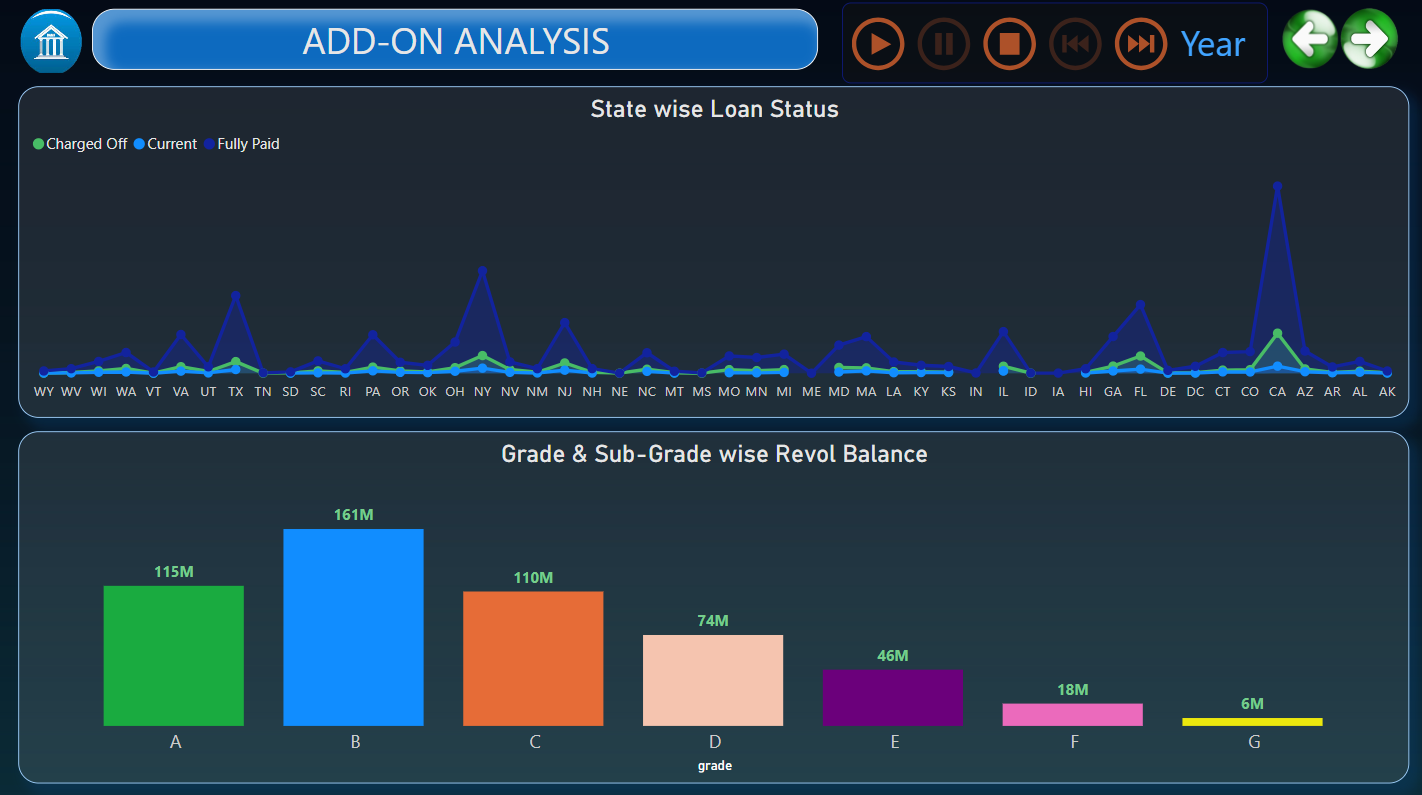 ADD-ON ANALYSIS
Year
State wise Loan Status
Charged Off Current Fully Paid
WY WV WI WA VT VA UT TX TN SD SC RI PA OR OK OH NY NV NM NJ NH NE NC MT MS MO MN MI ME MD MA LA KY KS IN IL ID IA HI GA FL DE DC CT CO CA AZ AR AL AK
Grade & Sub-Grade wise Revol Balance
115M 161M 110M 74M 46M 18M 6M
A B C D E F G
grade